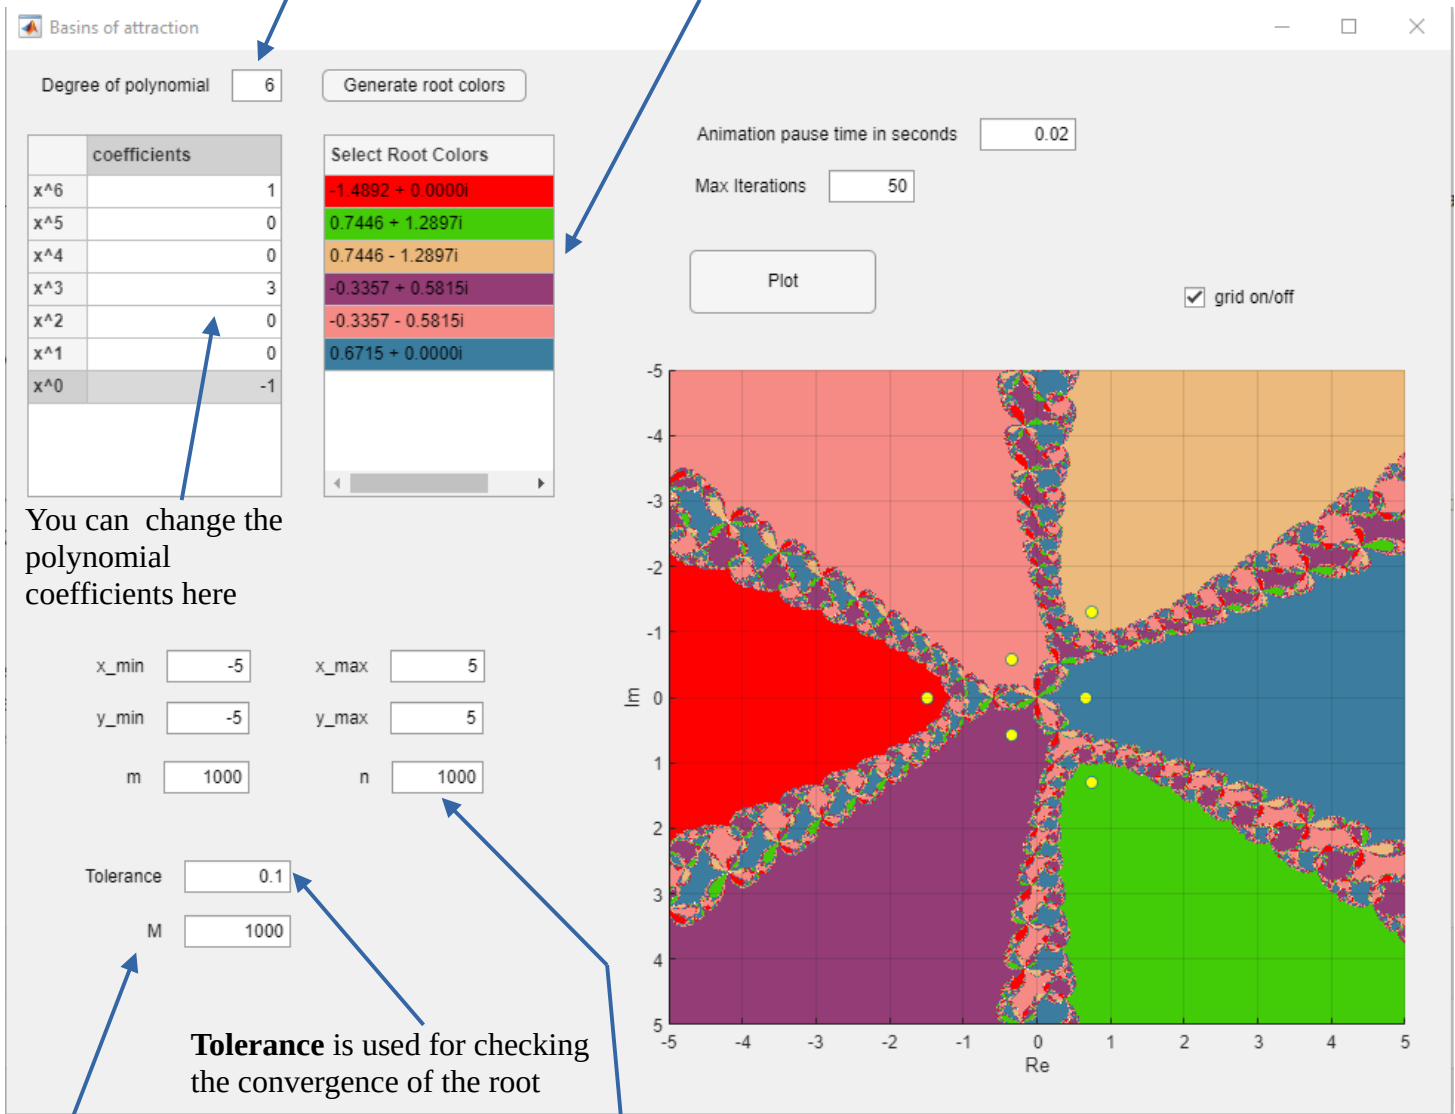 Basins of attraction
Degree of polynomial 6
Generate root colors
coefficients
x^6 1
x^5 0
x^4 0
x^3 3
x^2 0
x^1 0
x^0 -1
Select Root Colors
-1.4892 + 0.0000i
0.7446 + 1.2897i
0.7446 - 1.2897i
-0.3357 + 0.5815i
-0.3357 - 0.5815i
0.6715 + 0.0000i
Animation pause time in seconds 0.02
Max Iterations 50
Plot
grid on/off
You can change the
polynomial
coefficients here
x_min -5 x_max 5
y_min -5 y_max 5
m 1000 n 1000
Tolerance 0.1
M 1000
Tolerance is used for checking
the convergence of the root
-5
-4
-3
-2
-1
0
1
2
3
4
5
Im
-5 -4 -3 -2 -1 0 1 2 3 4 5
Re